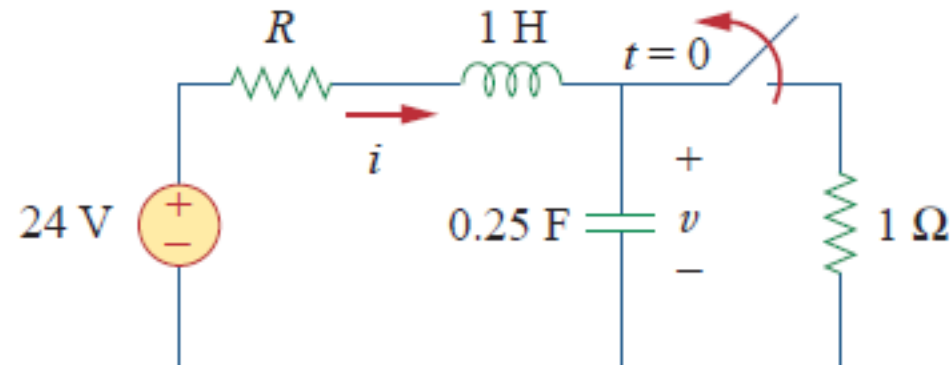 R
1 H
t = 0
i
24 V
+
−
0.25 F
+
v
−
1 Ω